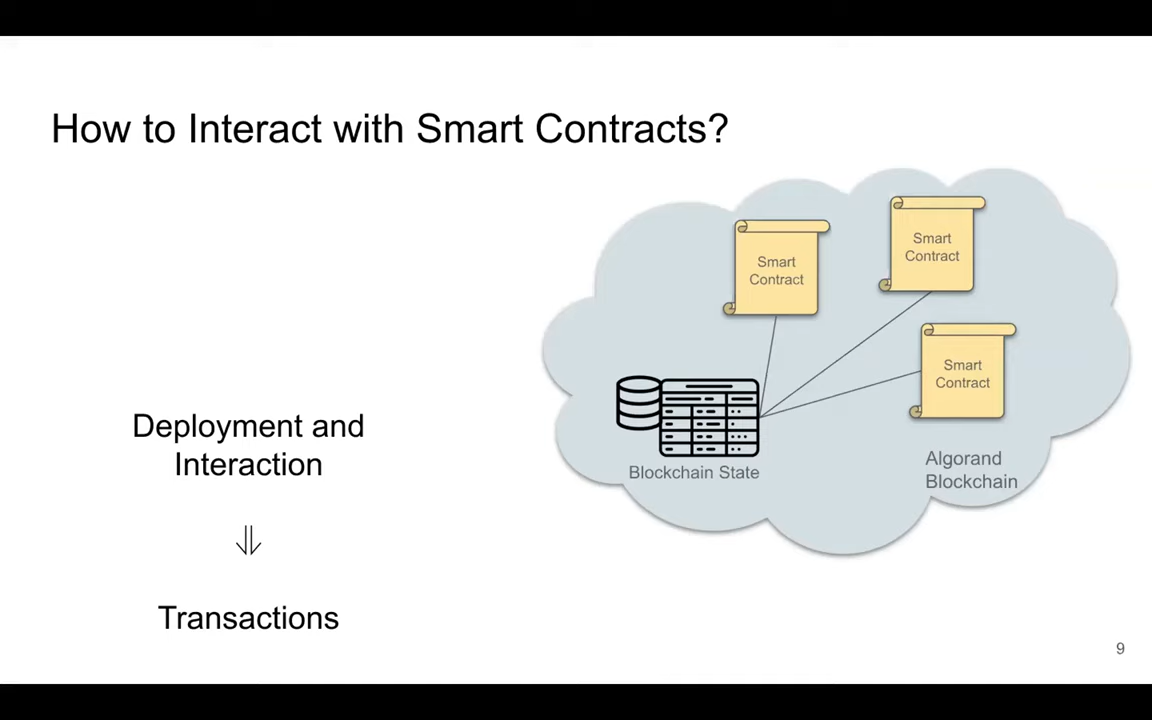 How to Interact with Smart Contracts?
Smart
Contract
Smart
Contract
Smart
Contract
Blockchain State
Algorand
Blockchain
Deployment and
Interaction
⇓
Transactions
9